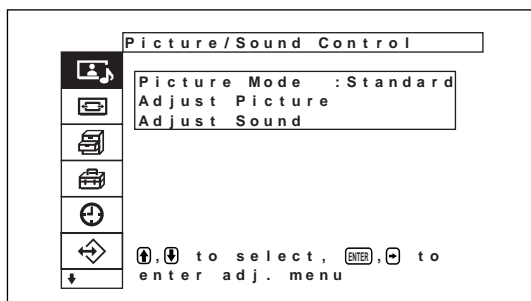 Picture/Sound Control
Picture Mode :Standard
Adjust Picture
Adjust Sound
↑,↓ to select, ENTER,→ to
enter adj. menu